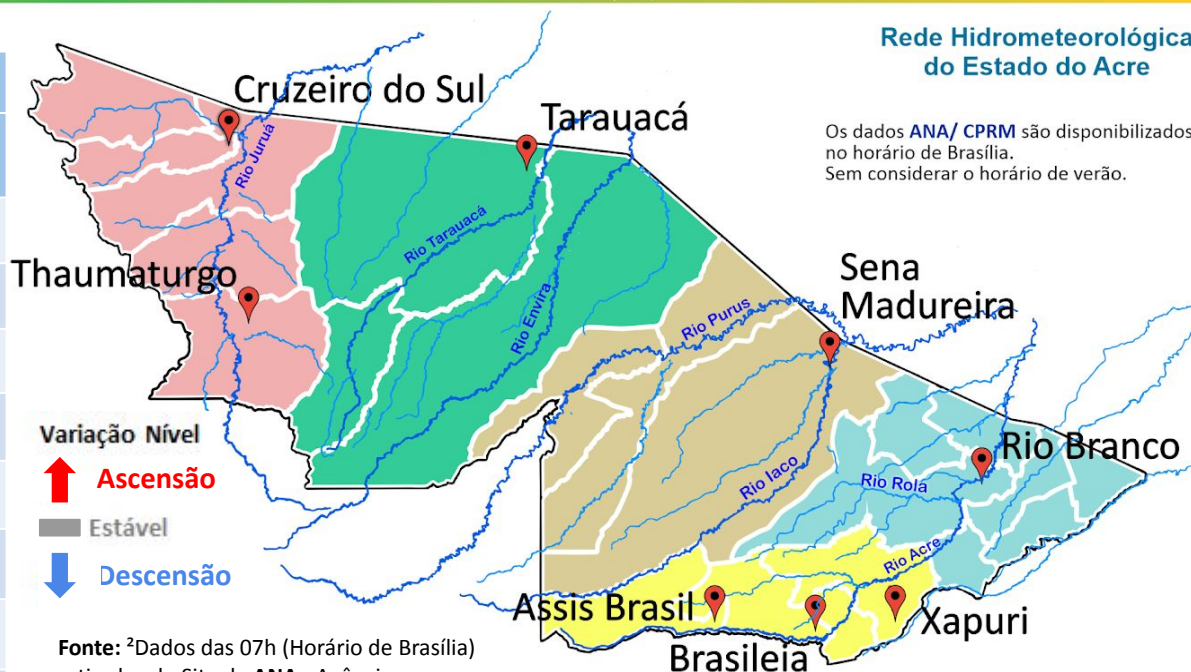 Rede Hidrometeorológica
do Estado do Acre
Os dados ANA/ CPRM são disponibilizados
no horário de Brasília.
Sem considerar o horário de verão.
Cruzeiro do Sul
Tarauacá
Rio Juruá
Rio Tarauacá
Thaumaturgo
Rio Envira
Sena
Madureira
Rio Purus
Variação Nível
Ascensão
Estável
Descensão
Rio Branco
Rio Iaco
Rio Rola
Rio Acre
Assis Brasil
Xapuri
Brasileia
Fonte: ²Dados das 07h (Horário de Brasília)